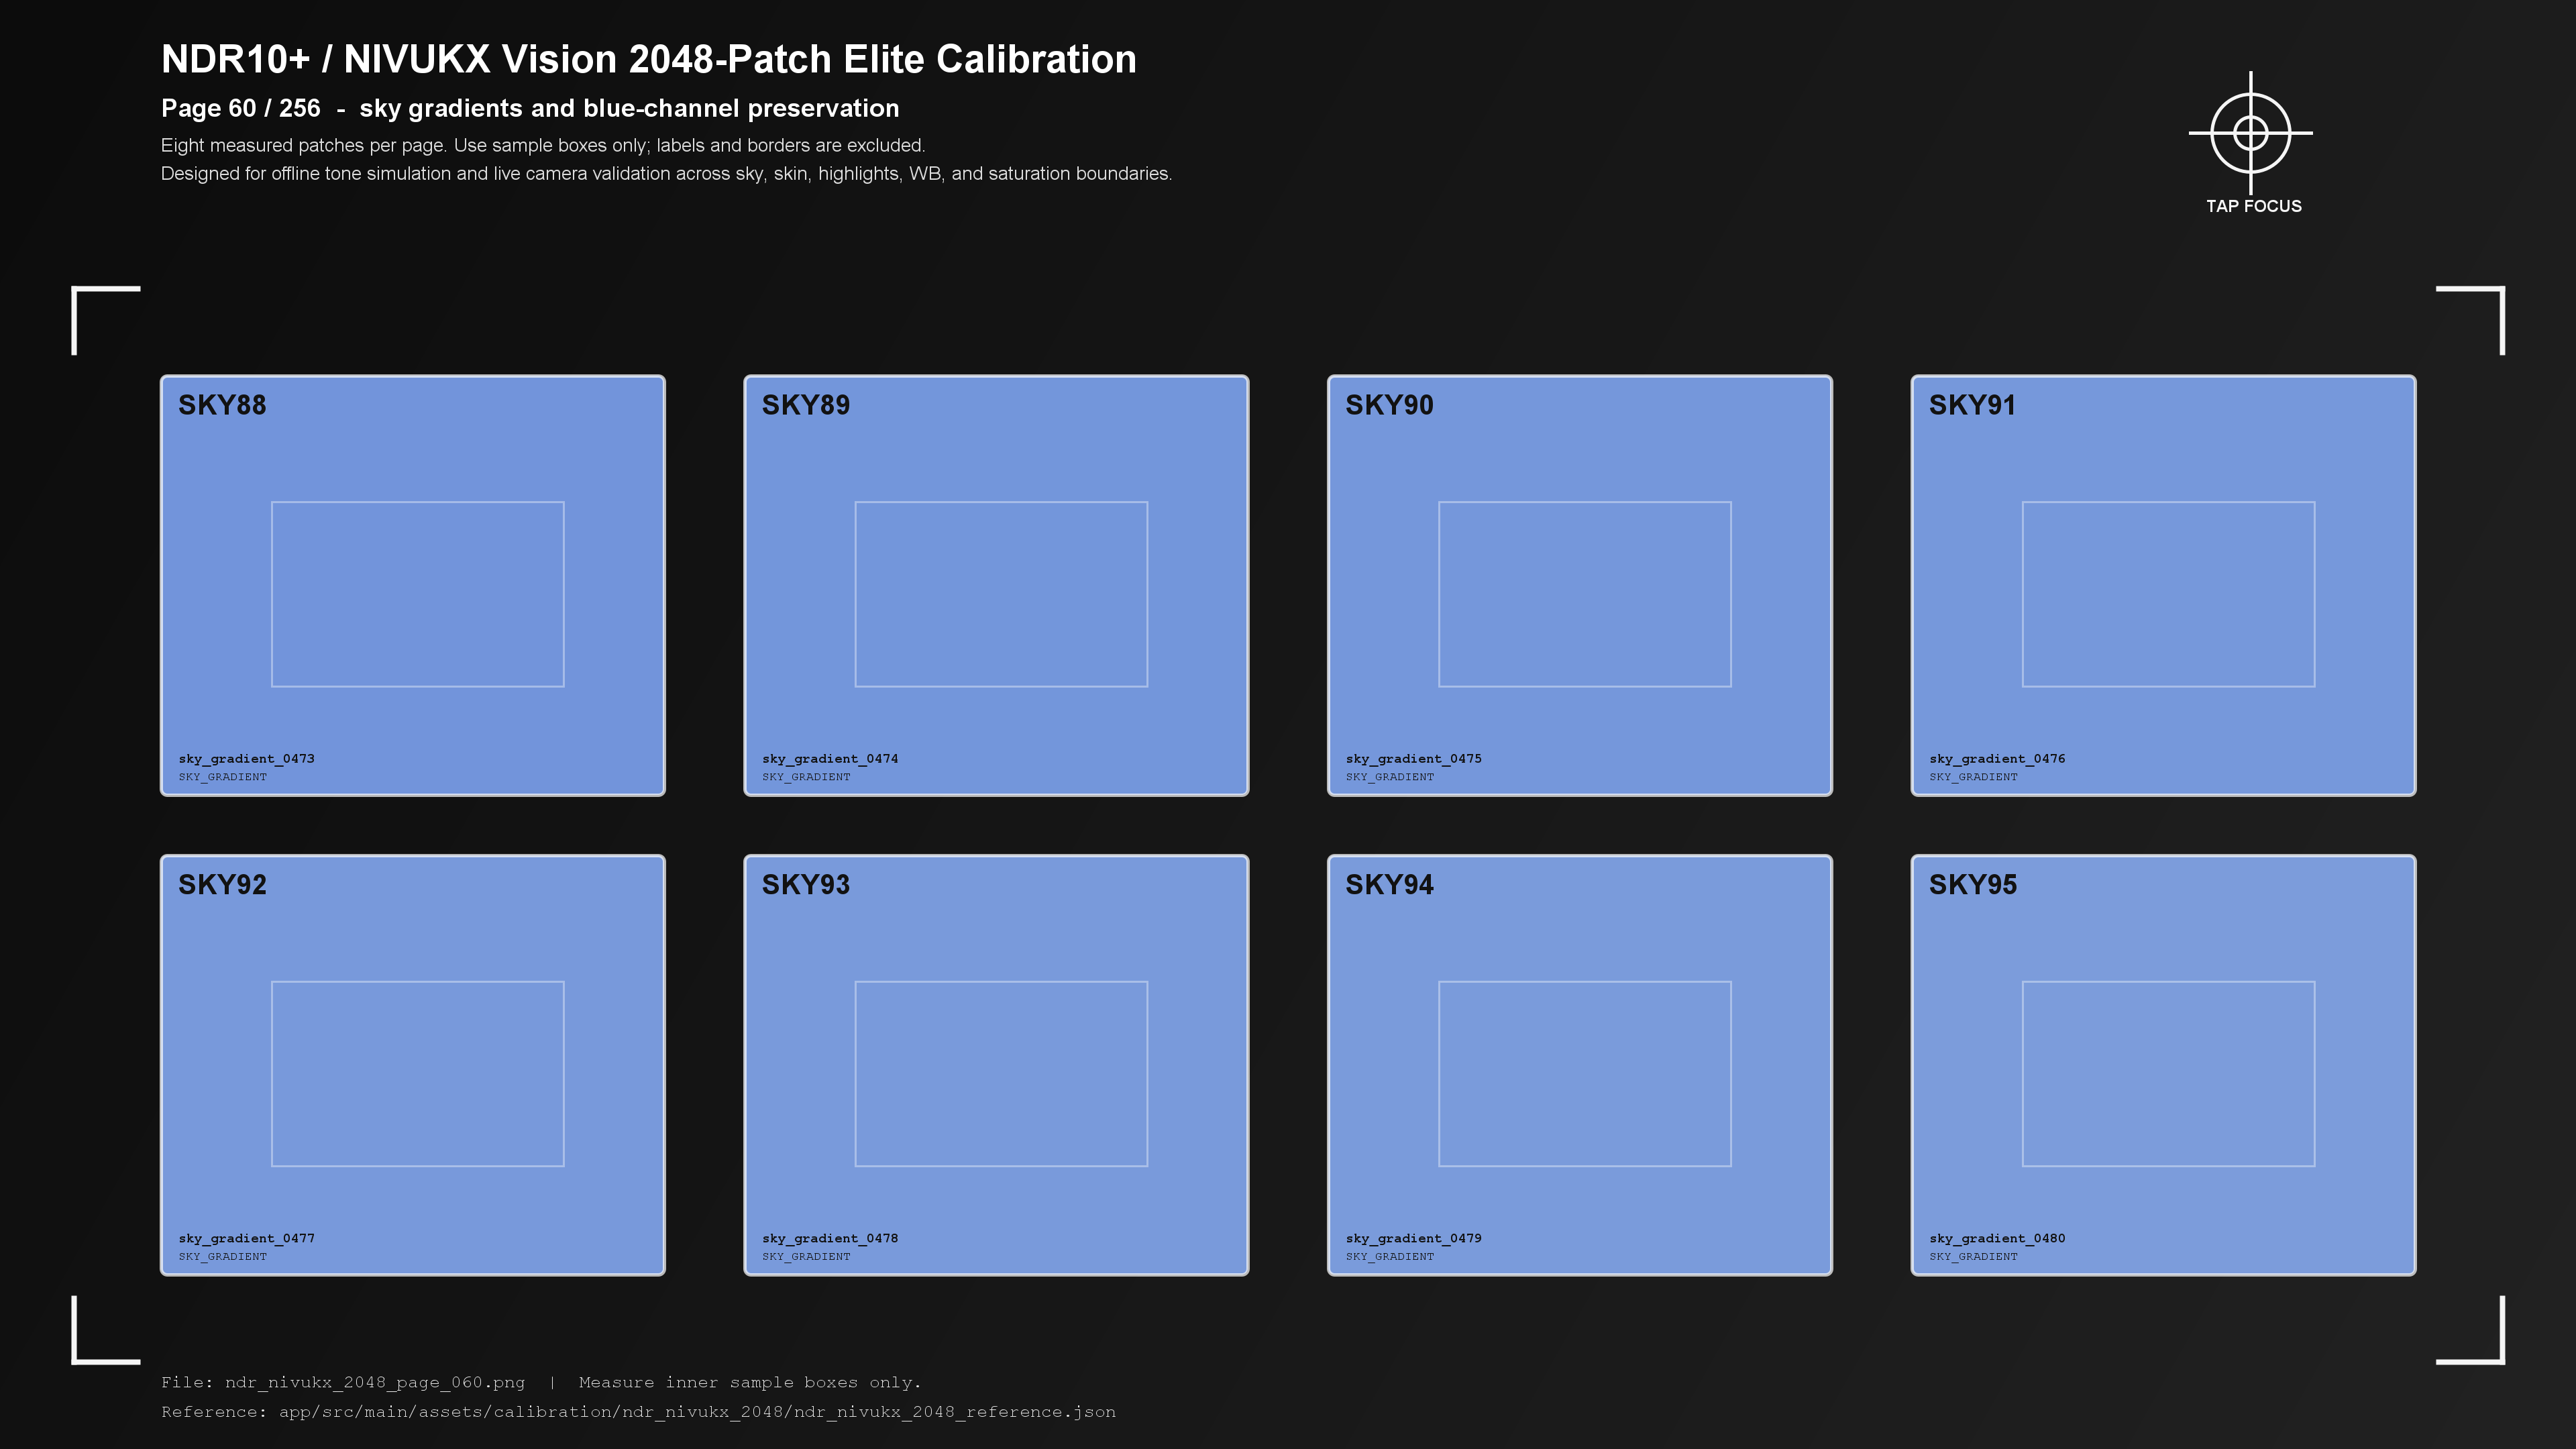 NDR10+ / NIVUKX Vision 2048-Patch Elite Calibration
Page 60 / 256  -  sky gradients and blue-channel preservation
Eight measured patches per page. Use sample boxes only; labels and borders are excluded.
Designed for offline tone simulation and live camera validation across sky, skin, highlights, WB, and saturation boundaries.
TAP FOCUS
SKY88
sky_gradient_0473
SKY_GRADIENT
SKY89
sky_gradient_0474
SKY_GRADIENT
SKY90
sky_gradient_0475
SKY_GRADIENT
SKY91
sky_gradient_0476
SKY_GRADIENT
SKY92
sky_gradient_0477
SKY_GRADIENT
SKY93
sky_gradient_0478
SKY_GRADIENT
SKY94
sky_gradient_0479
SKY_GRADIENT
SKY95
sky_gradient_0480
SKY_GRADIENT
File: ndr_nivukx_2048_page_060.png  |  Measure inner sample boxes only.
Reference: app/src/main/assets/calibration/ndr_nivukx_2048/ndr_nivukx_2048_reference.json